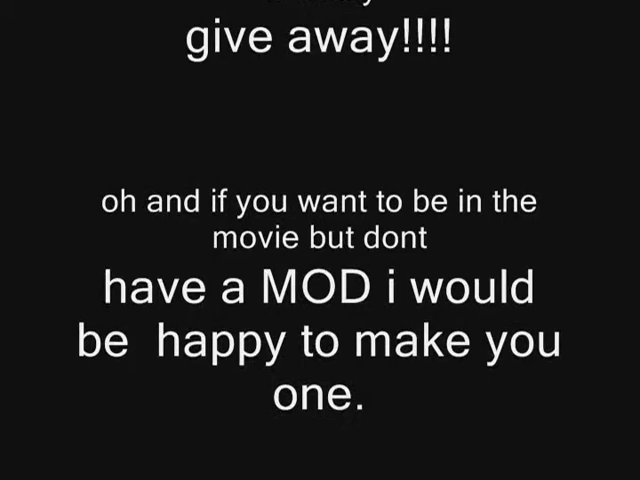 give away!!!!
oh and if you want to be in the
movie but dont
have a MOD i would
be  happy to make you
one.